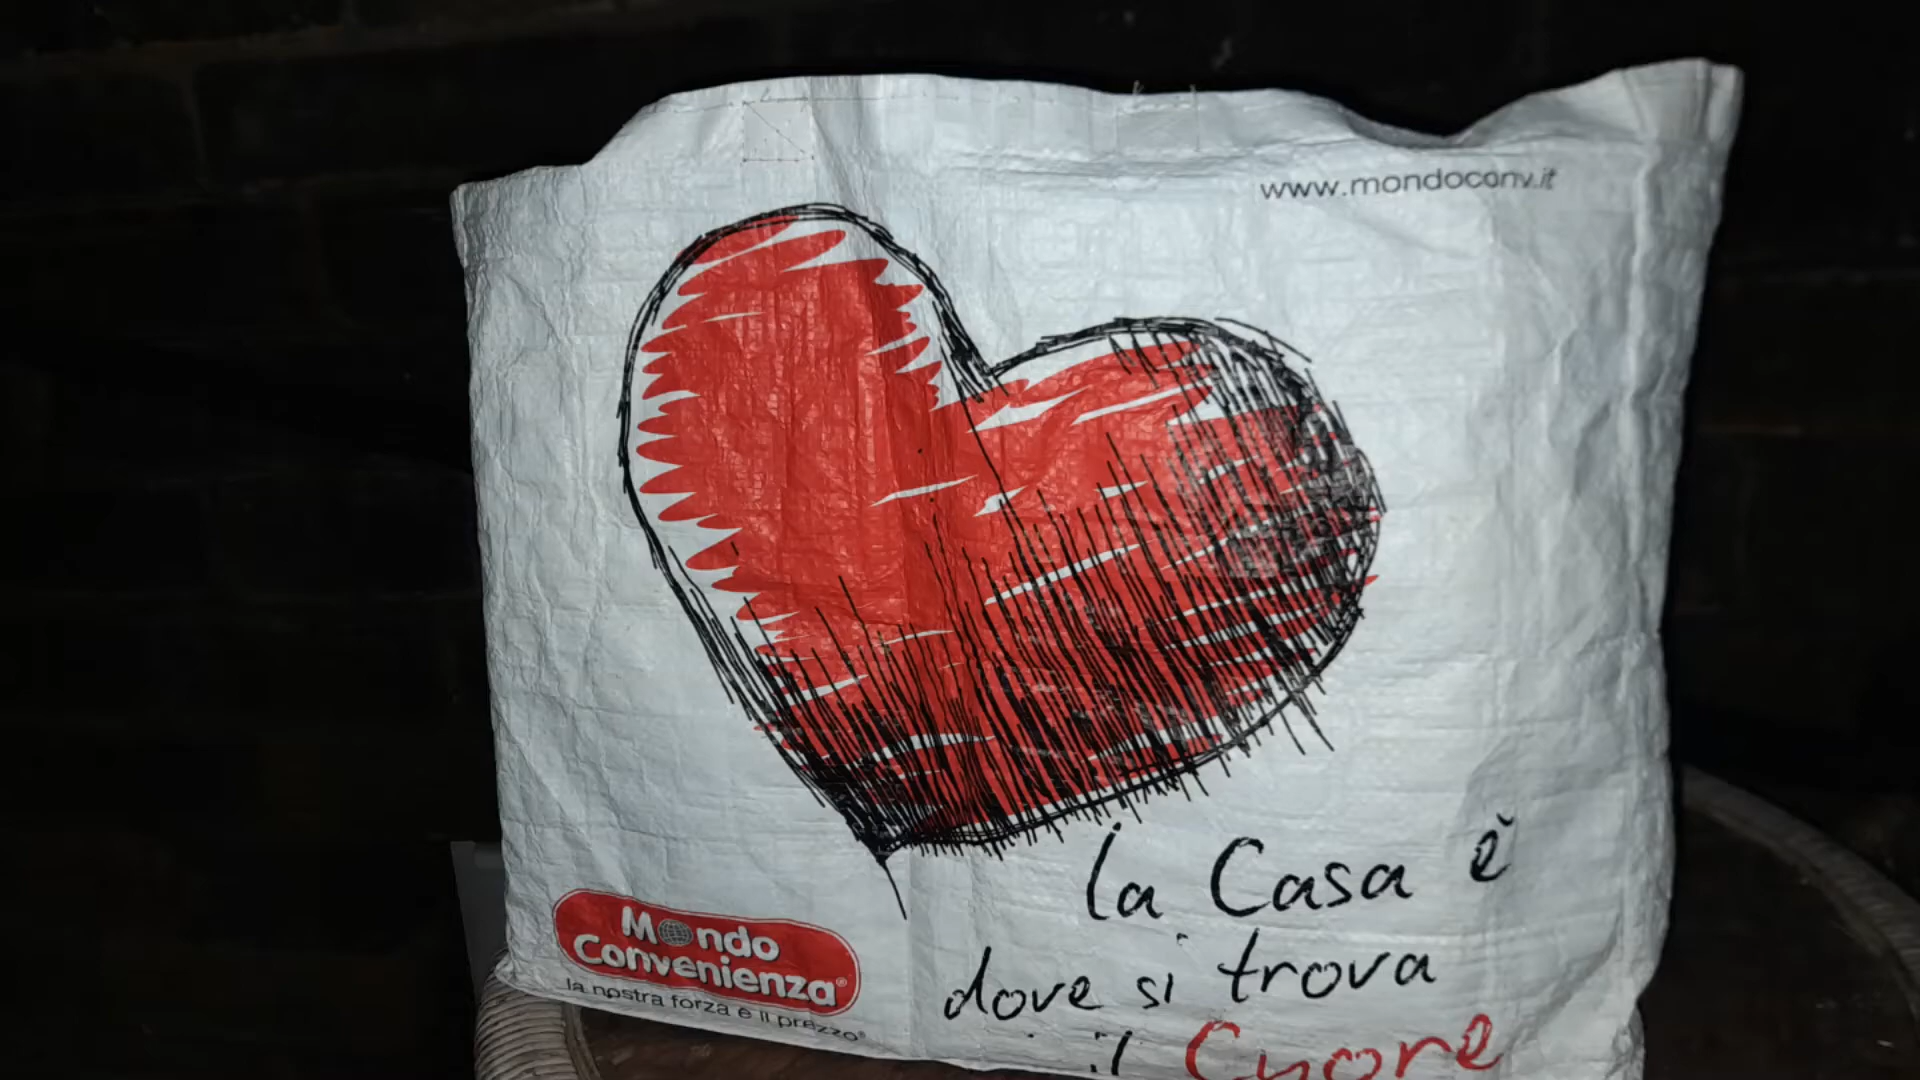 www.mondoconv.it
la Casa è
dove si trova
il Cuore
Mondo
Convenienza®
la nostra forza è il prezzo®